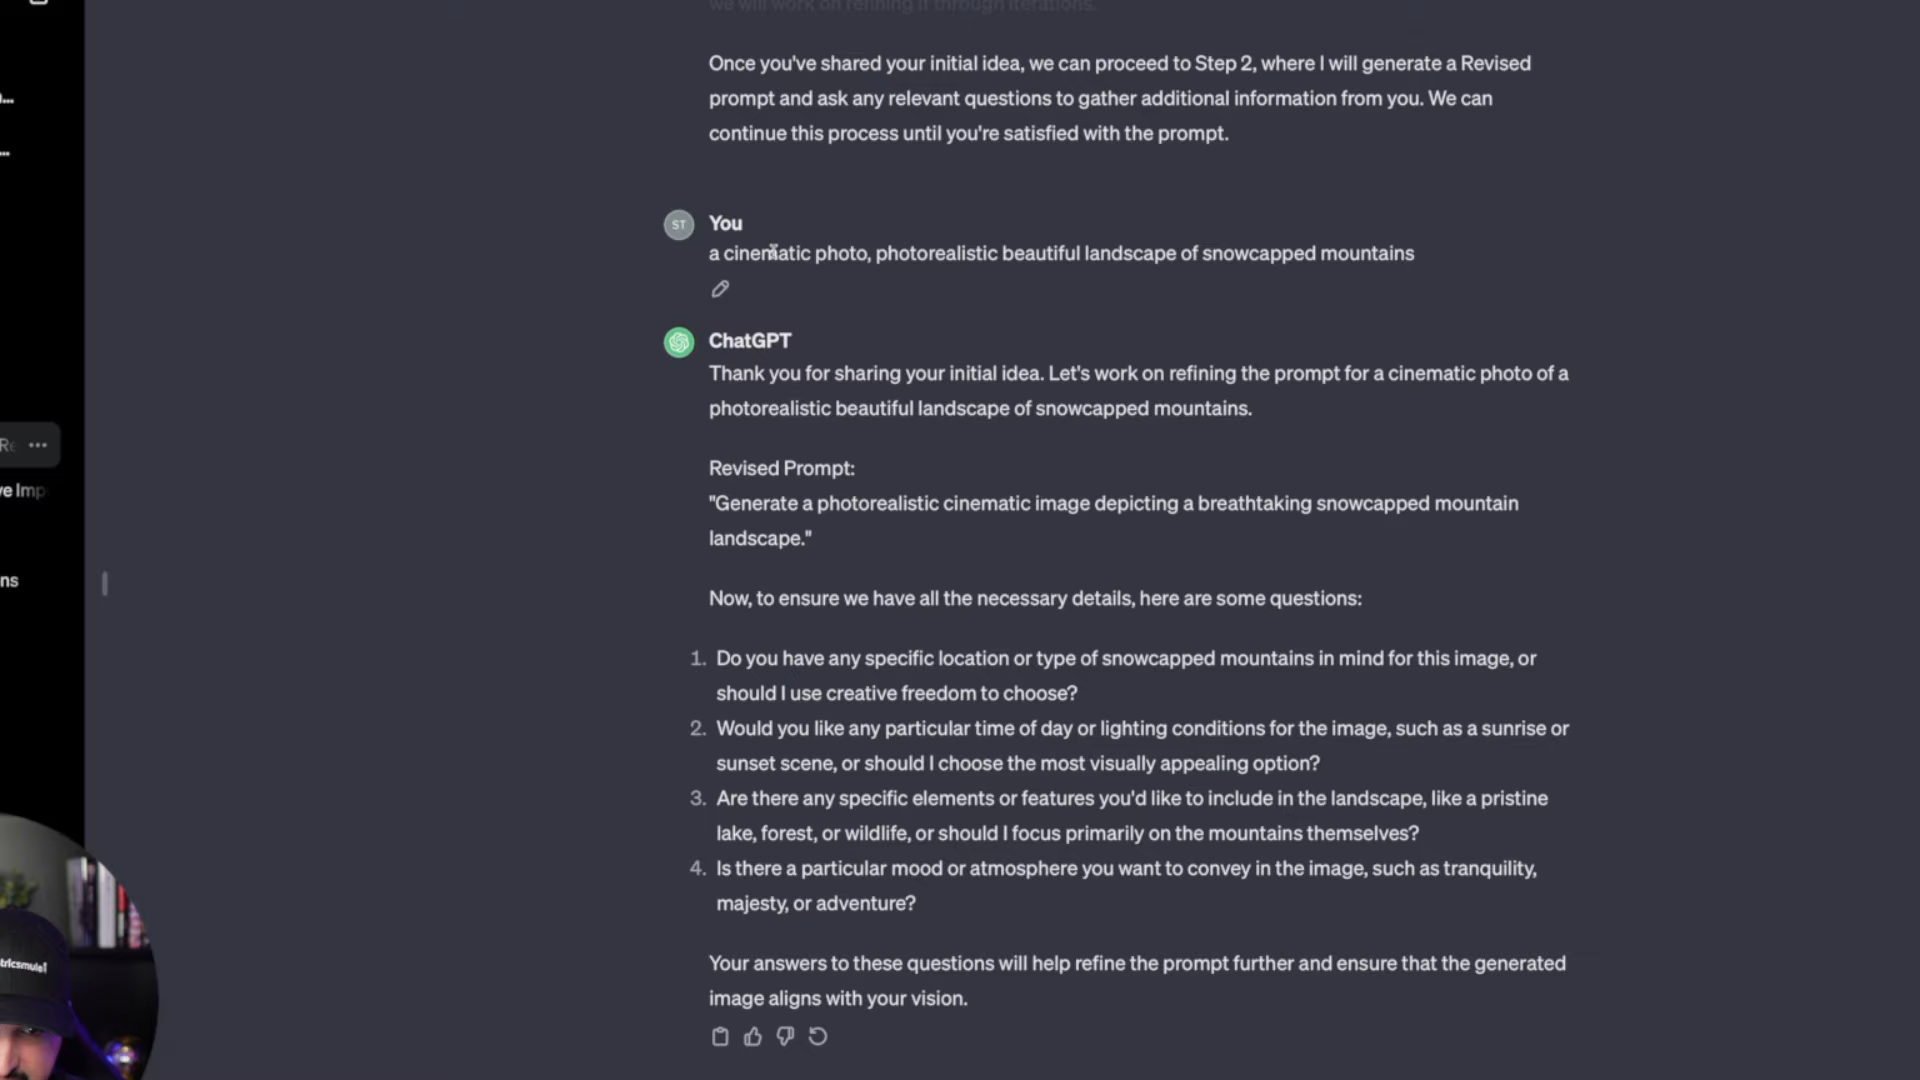 we will work on refining it through iterations.
Once you've shared your initial idea, we can proceed to Step 2, where I will generate a Revised
prompt and ask any relevant questions to gather additional information from you. We can
continue this process until you're satisfied with the prompt.
ST
You
a cinematic photo, photorealistic beautiful landscape of snowcapped mountains
ChatGPT
Thank you for sharing your initial idea. Let's work on refining the prompt for a cinematic photo of a
photorealistic beautiful landscape of snowcapped mountains.
Revised Prompt:
"Generate a photorealistic cinematic image depicting a breathtaking snowcapped mountain
landscape."
Now, to ensure we have all the necessary details, here are some questions:
1. Do you have any specific location or type of snowcapped mountains in mind for this image, or
should I use creative freedom to choose?
2. Would you like any particular time of day or lighting conditions for the image, such as a sunrise or
sunset scene, or should I choose the most visually appealing option?
3. Are there any specific elements or features you'd like to include in the landscape, like a pristine
lake, forest, or wildlife, or should I focus primarily on the mountains themselves?
4. Is there a particular mood or atmosphere you want to convey in the image, such as tranquility,
majesty, or adventure?
Your answers to these questions will help refine the prompt further and ensure that the generated
image aligns with your vision.